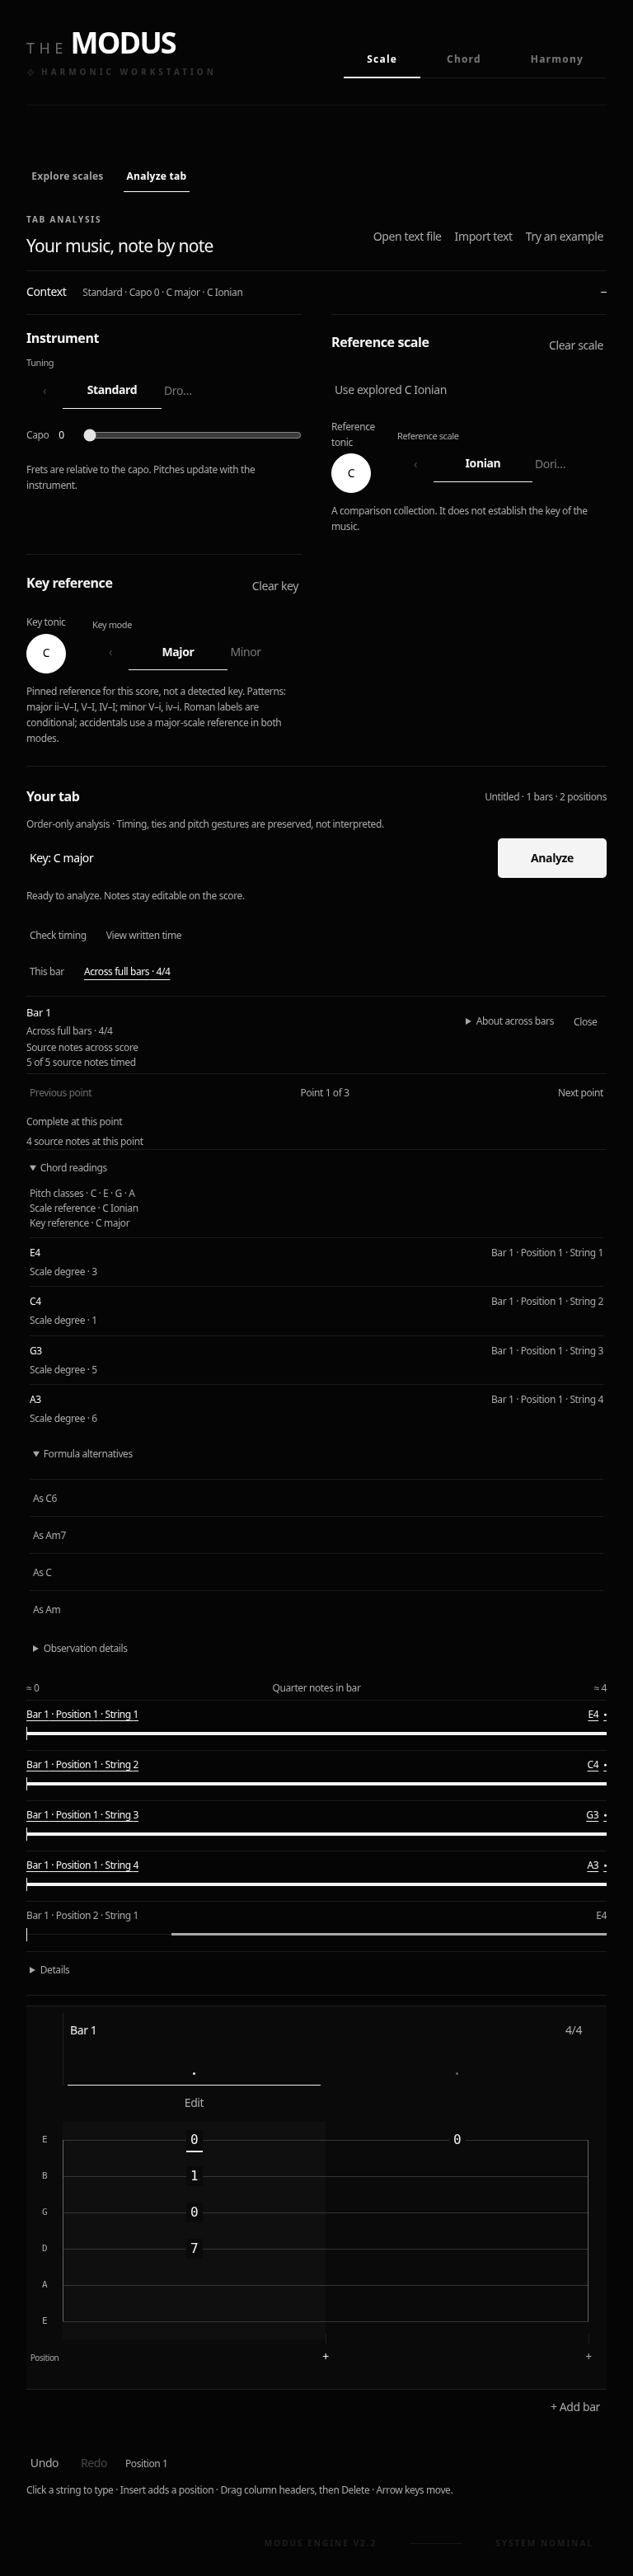 THE MODUS
◇ HARMONIC WORKSTATION
Scale Chord Harmony
Explore scales Analyze tab
TAB ANALYSIS
Your music, note by note
Open text file Import text Try an example
Context Standard · Capo 0 · C major · C Ionian –
Instrument
Tuning
‹ Standard Dro...
Capo 0
Frets are relative to the capo. Pitches update with the
instrument.
Reference scale Clear scale
Use explored C Ionian
Reference
tonic
Reference scale
C ‹ Ionian Dori...
A comparison collection. It does not establish the key of the
music.
Key reference Clear key
Key tonic Key mode
C ‹ Major Minor
Pinned reference for this score, not a detected key. Patterns:
major ii–V–I, V–I, IV–I; minor V–i, iv–i. Roman labels are
conditional; accidentals use a major-scale reference in both
modes.
Your tab Untitled · 1 bars · 2 positions
Order-only analysis · Timing, ties and pitch gestures are preserved, not interpreted.
Key: C major Analyze
Ready to analyze. Notes stay editable on the score.
Check timing View written time
This bar Across full bars · 4/4
Bar 1
Across full bars · 4/4
Source notes across score
5 of 5 source notes timed
▶ About across bars Close
Previous point Point 1 of 3 Next point
Complete at this point
4 source notes at this point
▼ Chord readings
Pitch classes · C · E · G · A
Scale reference · C Ionian
Key reference · C major
E4 Bar 1 · Position 1 · String 1
Scale degree · 3
C4 Bar 1 · Position 1 · String 2
Scale degree · 1
G3 Bar 1 · Position 1 · String 3
Scale degree · 5
A3 Bar 1 · Position 1 · String 4
Scale degree · 6
▼ Formula alternatives
As C6
As Am7
As C
As Am
▶ Observation details
≈ 0 Quarter notes in bar ≈ 4
Bar 1 · Position 1 · String 1 E4 •
Bar 1 · Position 1 · String 2 C4 •
Bar 1 · Position 1 · String 3 G3 •
Bar 1 · Position 1 · String 4 A3 •
Bar 1 · Position 2 · String 1 E4
▶ Details
Bar 1 4/4
• •
Edit
E 0 0
B 1
G 0
D 7
A
E
Position + +
+ Add bar
Undo Redo Position 1
Click a string to type · Insert adds a position · Drag column headers, then Delete · Arrow keys move.
MODUS ENGINE V2.2 SYSTEM NOMINAL